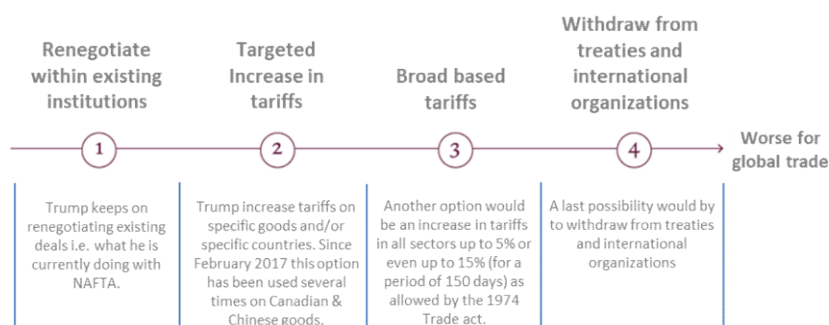 Renegotiate
within existing
institutions
Targeted
Increase in
tariffs
Broad based
tariffs
Withdraw from
treaties and
international
organizations
1
2
3
4
Worse for
global trade
Trump keeps on
renegotiating existing
deals i.e. what he is
currently doing with
NAFTA.
Trump increase tariffs on
specific goods and/or
specific countries. Since
February 2017 this option
has been used several
times on Canadian &
Chinese goods.
Another option would
be an increase in tariffs
in all sectors up to 5% or
even up to 15% (for a
period of 150 days) as
allowed by the 1974
Trade act.
A last possibility would by
to withdraw from treaties
and international
organizations